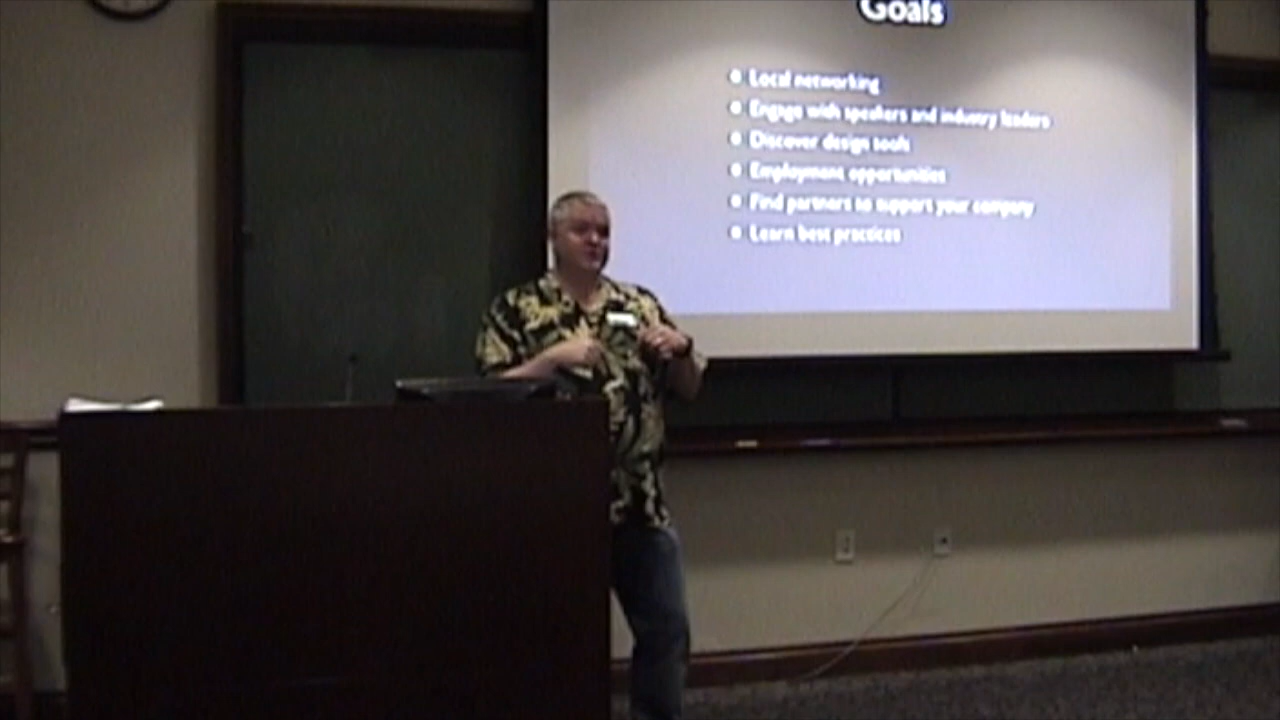 Goals
Local networking
Engage with speakers and industry leaders
Discover design tools
Employment opportunities
Find partners to support your company
Learn best practices